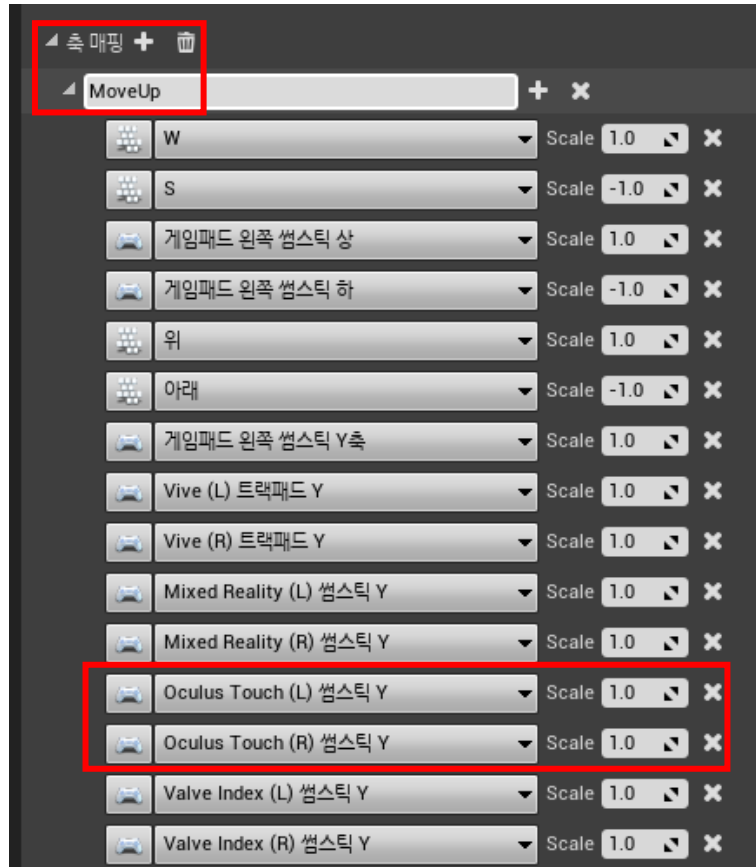 축 매핑
MoveUp
W Scale 1.0
S Scale -1.0
게임패드 왼쪽 썸스틱 상 Scale 1.0
게임패드 왼쪽 썸스틱 하 Scale -1.0
위 Scale 1.0
아래 Scale -1.0
게임패드 왼쪽 썸스틱 Y축 Scale 1.0
Vive (L) 트랙패드 Y Scale 1.0
Vive (R) 트랙패드 Y Scale 1.0
Mixed Reality (L) 썸스틱 Y Scale 1.0
Mixed Reality (R) 썸스틱 Y Scale 1.0
Oculus Touch (L) 썸스틱 Y Scale 1.0
Oculus Touch (R) 썸스틱 Y Scale 1.0
Valve Index (L) 썸스틱 Y Scale 1.0
Valve Index (R) 썸스틱 Y Scale 1.0